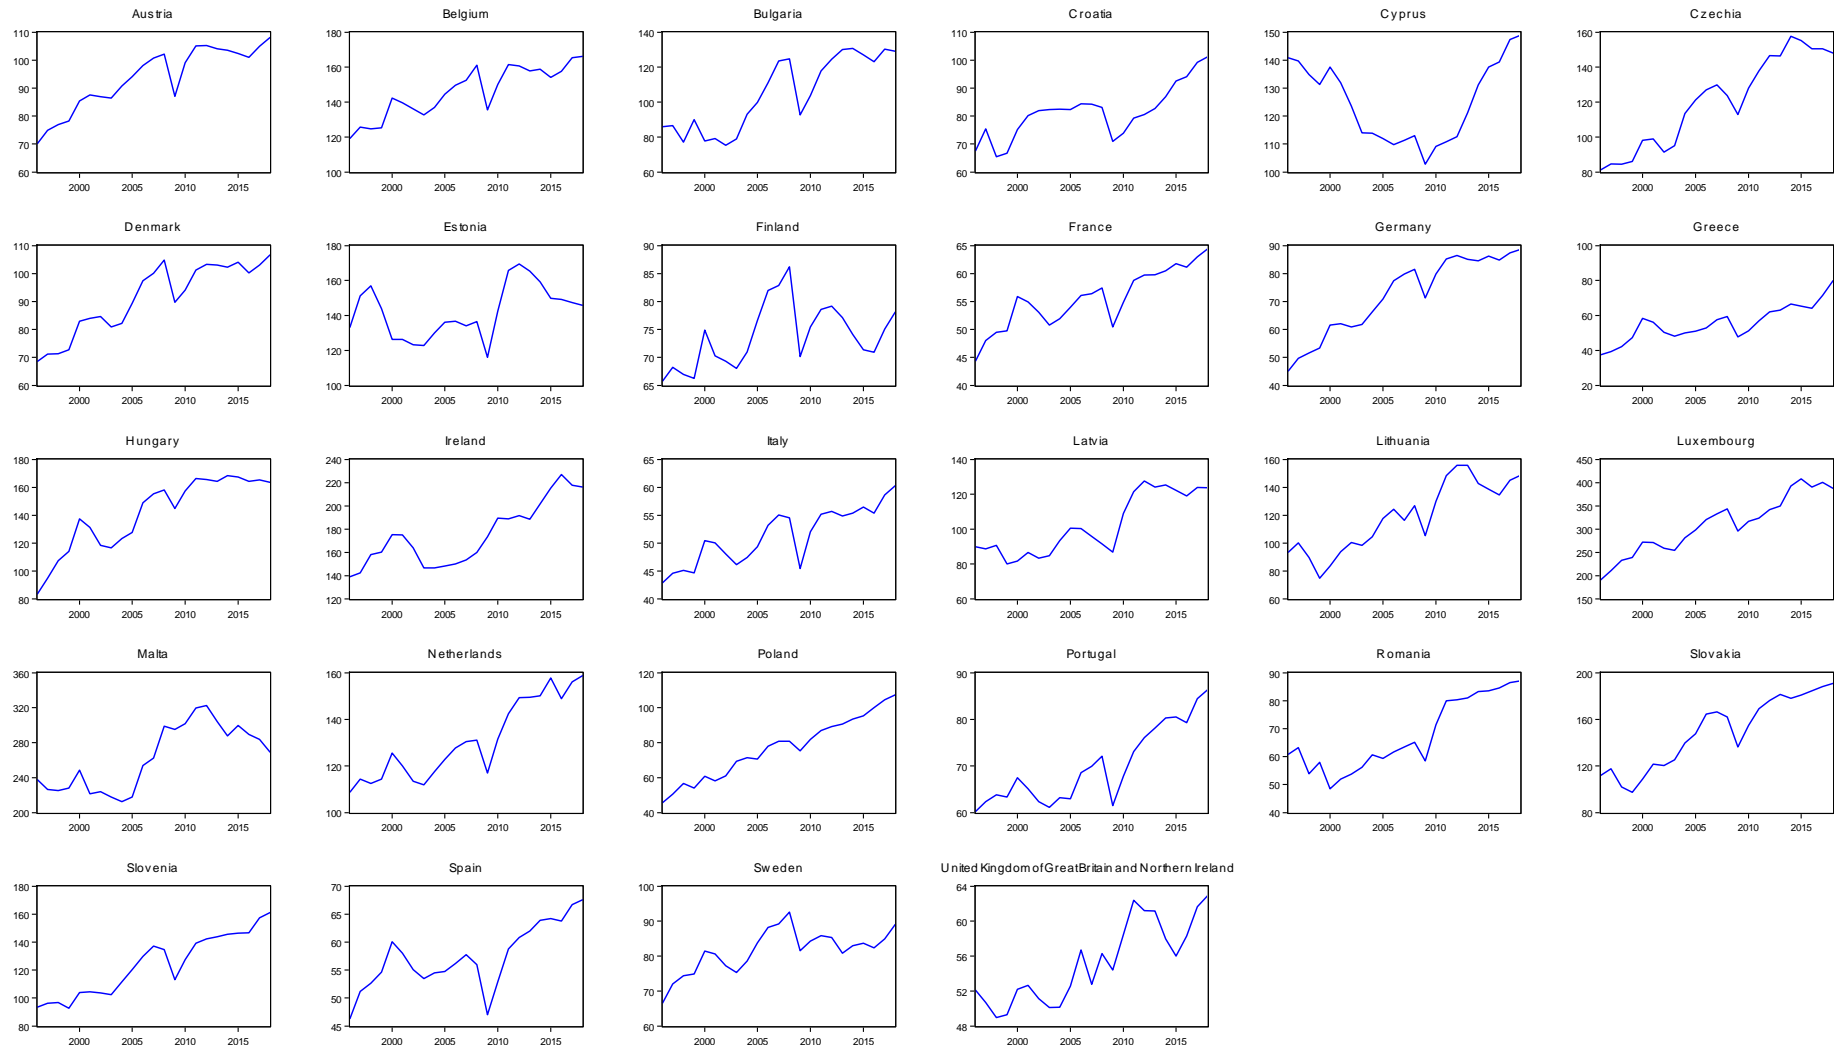 Austria
Belgium
Bulgaria
Croatia
Cyprus
Czechia
110
100
90
80
70
60
2000 2005 2010 2015
180
160
140
120
100
2000 2005 2010 2015
140
120
100
80
60
2000 2005 2010 2015
110
100
90
80
70
60
2000 2005 2010 2015
150
140
130
120
110
100
2000 2005 2010 2015
160
140
120
100
80
2000 2005 2010 2015
Denmark
Estonia
Finland
France
Germany
Greece
110
100
90
80
70
60
2000 2005 2010 2015
180
160
140
120
100
2000 2005 2010 2015
90
85
80
75
70
65
2000 2005 2010 2015
65
60
55
50
45
40
2000 2005 2010 2015
90
80
70
60
50
40
2000 2005 2010 2015
100
80
60
40
20
2000 2005 2010 2015
Hungary
Ireland
Italy
Latvia
Lithuania
Luxembourg
180
160
140
120
100
80
2000 2005 2010 2015
240
220
200
180
160
140
120
2000 2005 2010 2015
65
60
55
50
45
40
2000 2005 2010 2015
140
120
100
80
60
2000 2005 2010 2015
160
140
120
100
80
60
2000 2005 2010 2015
450
400
350
300
250
200
150
2000 2005 2010 2015
Malta
Netherlands
Poland
Portugal
Romania
Slovakia
360
320
280
240
200
2000 2005 2010 2015
160
140
120
100
2000 2005 2010 2015
120
100
80
60
40
2000 2005 2010 2015
90
80
70
60
2000 2005 2010 2015
90
80
70
60
50
40
2000 2005 2010 2015
200
160
120
80
2000 2005 2010 2015
Slovenia
Spain
Sweden
United Kingdom of Great Britain and Northern Ireland
180
160
140
120
100
80
2000 2005 2010 2015
70
65
60
55
50
45
2000 2005 2010 2015
100
90
80
70
60
2000 2005 2010 2015
64
60
56
52
48
2000 2005 2010 2015